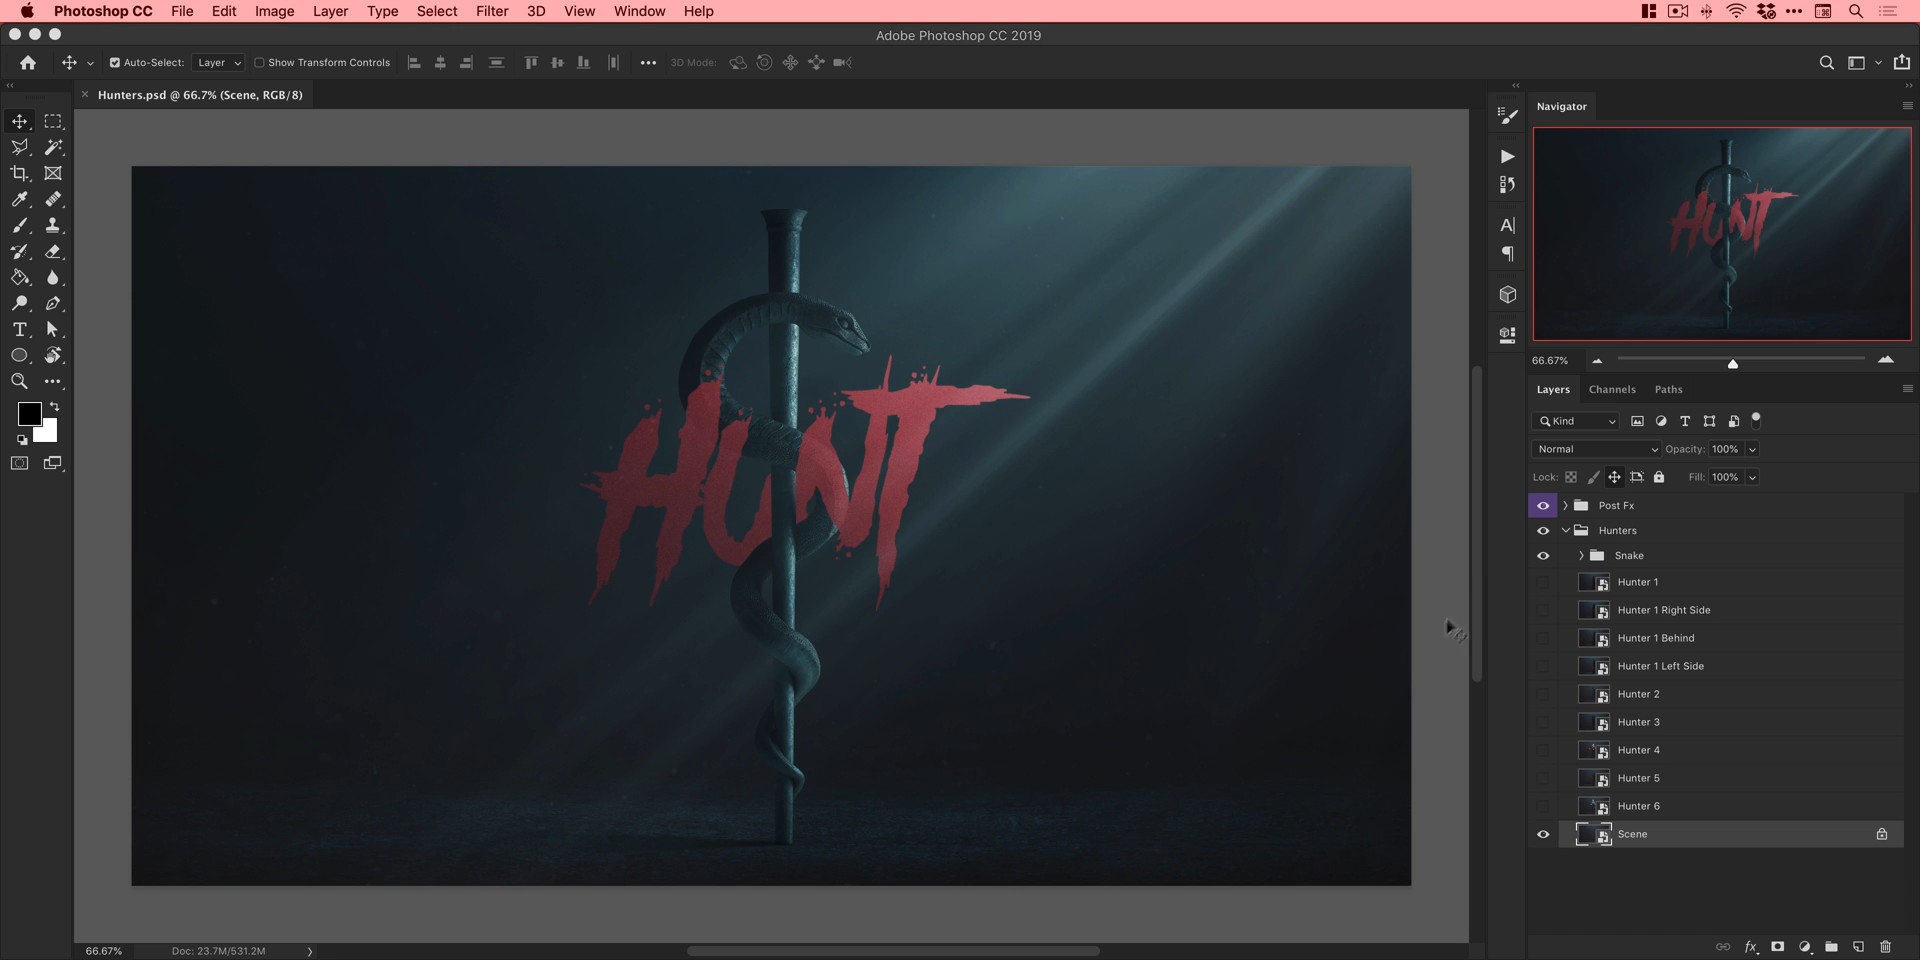 Photoshop CC File Edit Image Layer Type Select Filter 3D View Window Help
Adobe Photoshop CC 2019
Auto-Select: Layer Show Transform Controls 3D Mode:
Hunters.psd @ 66.7% (Scene, RGB/8)
Navigator
HUNT
HUNT
66.67%
Layers Channels Paths
Kind
Normal Opacity: 100%
Lock: Fill: 100%
Post Fx
Hunters
Snake
Hunter 1
Hunter 1 Right Side
Hunter 1 Behind
Hunter 1 Left Side
Hunter 2
Hunter 3
Hunter 4
Hunter 5
Hunter 6
Scene
66.67% Doc: 23.7M/531.2M